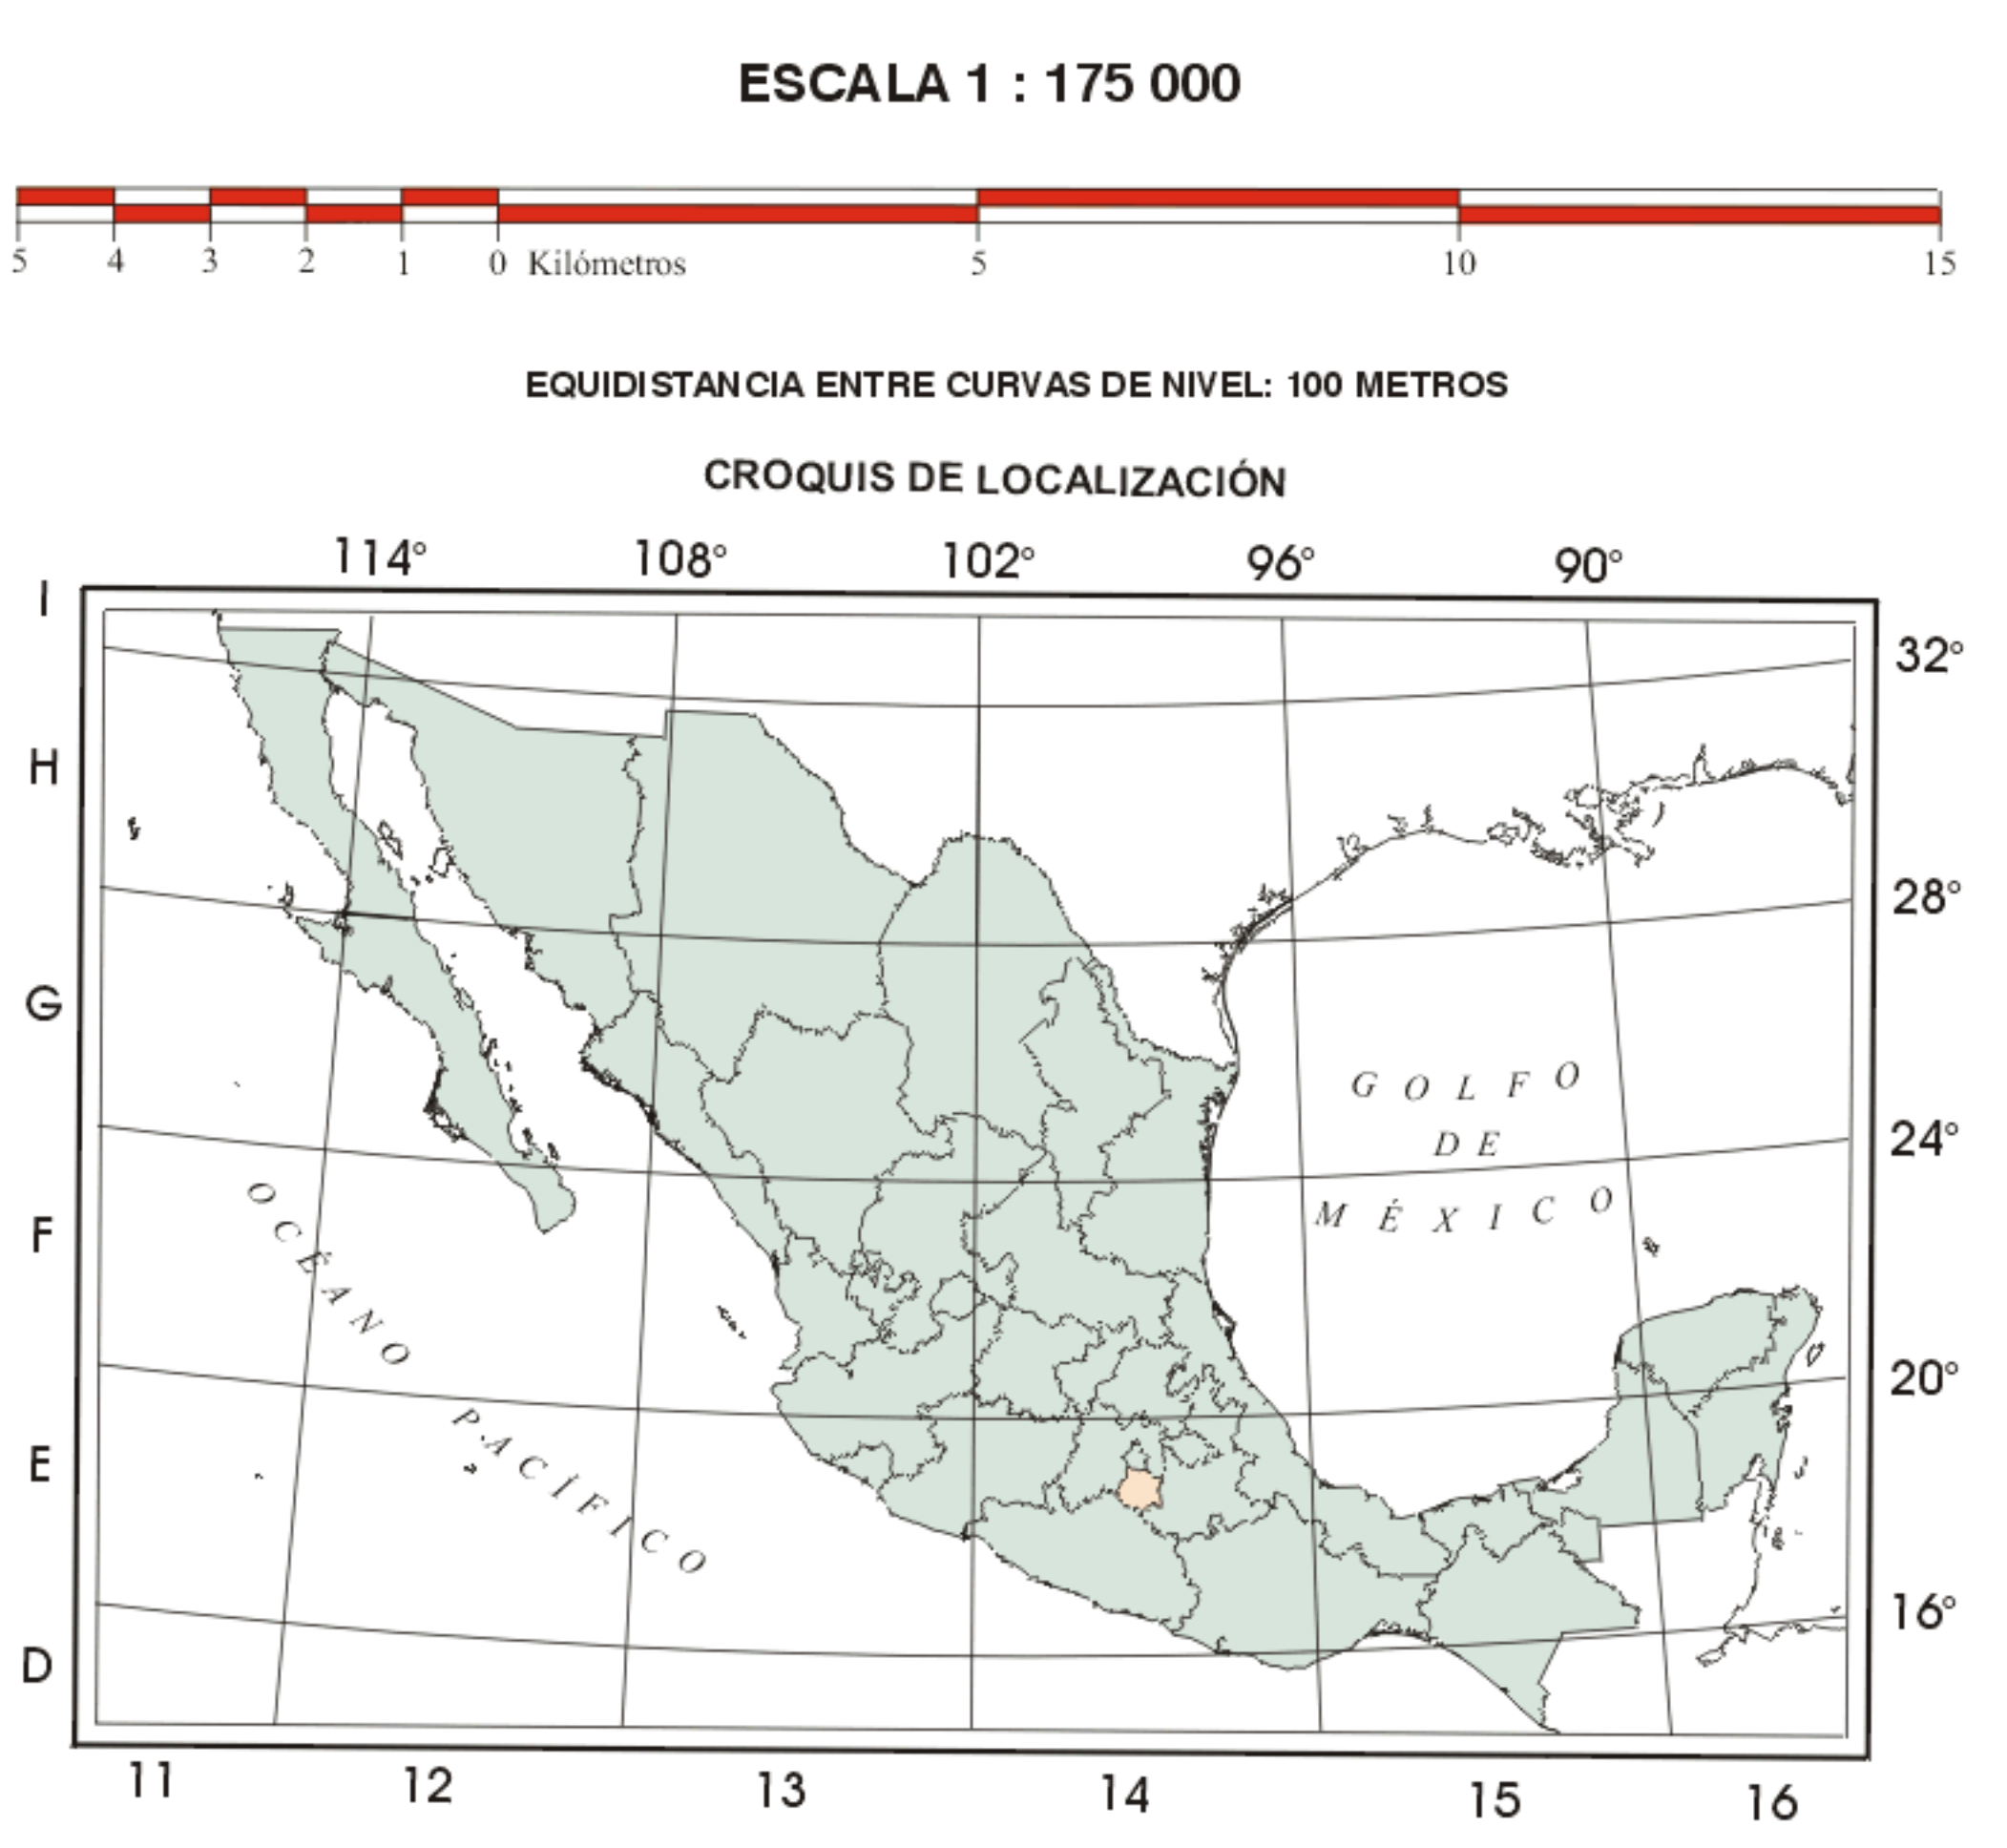 ESCALA 1 : 175 000
5 4 3 2 1 0 Kilómetros 5 10 15
EQUIDISTANCIA ENTRE CURVAS DE NIVEL: 100 METROS
CROQUIS DE LOCALIZACIÓN
114° 108° 102° 96° 90°
I
32°
H
28°
G
GOLFO
DE
24°
MÉXICO
F
OCÉANO
20°
PACÍFICO
E
16°
D
11 12 13 14 15 16